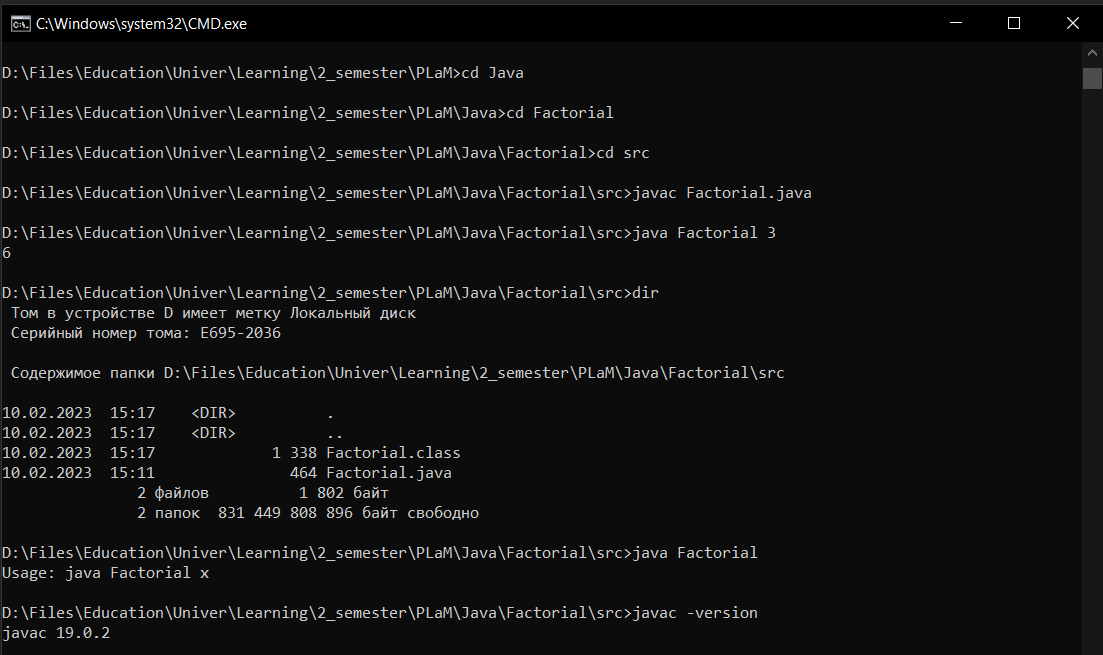 C:\Windows\system32\CMD.exe
D:\Files\Education\Univer\Learning\2_semester\PLaM>cd Java
D:\Files\Education\Univer\Learning\2_semester\PLaM\Java>cd Factorial
D:\Files\Education\Univer\Learning\2_semester\PLaM\Java\Factorial>cd src
D:\Files\Education\Univer\Learning\2_semester\PLaM\Java\Factorial\src>javac Factorial.java
D:\Files\Education\Univer\Learning\2_semester\PLaM\Java\Factorial\src>java Factorial 3
6
D:\Files\Education\Univer\Learning\2_semester\PLaM\Java\Factorial\src>dir
Том в устройстве D имеет метку Локальный диск
Серийный номер тома: E695-2036
Содержимое папки D:\Files\Education\Univer\Learning\2_semester\PLaM\Java\Factorial\src
10.02.2023  15:17    <DIR>          .
10.02.2023  15:17    <DIR>          ..
10.02.2023  15:17             1 338 Factorial.class
10.02.2023  15:11               464 Factorial.java
2 файлов          1 802 байт
2 папок  831 449 808 896 байт свободно
D:\Files\Education\Univer\Learning\2_semester\PLaM\Java\Factorial\src>java Factorial
Usage: java Factorial x
D:\Files\Education\Univer\Learning\2_semester\PLaM\Java\Factorial\src>javac -version
javac 19.0.2